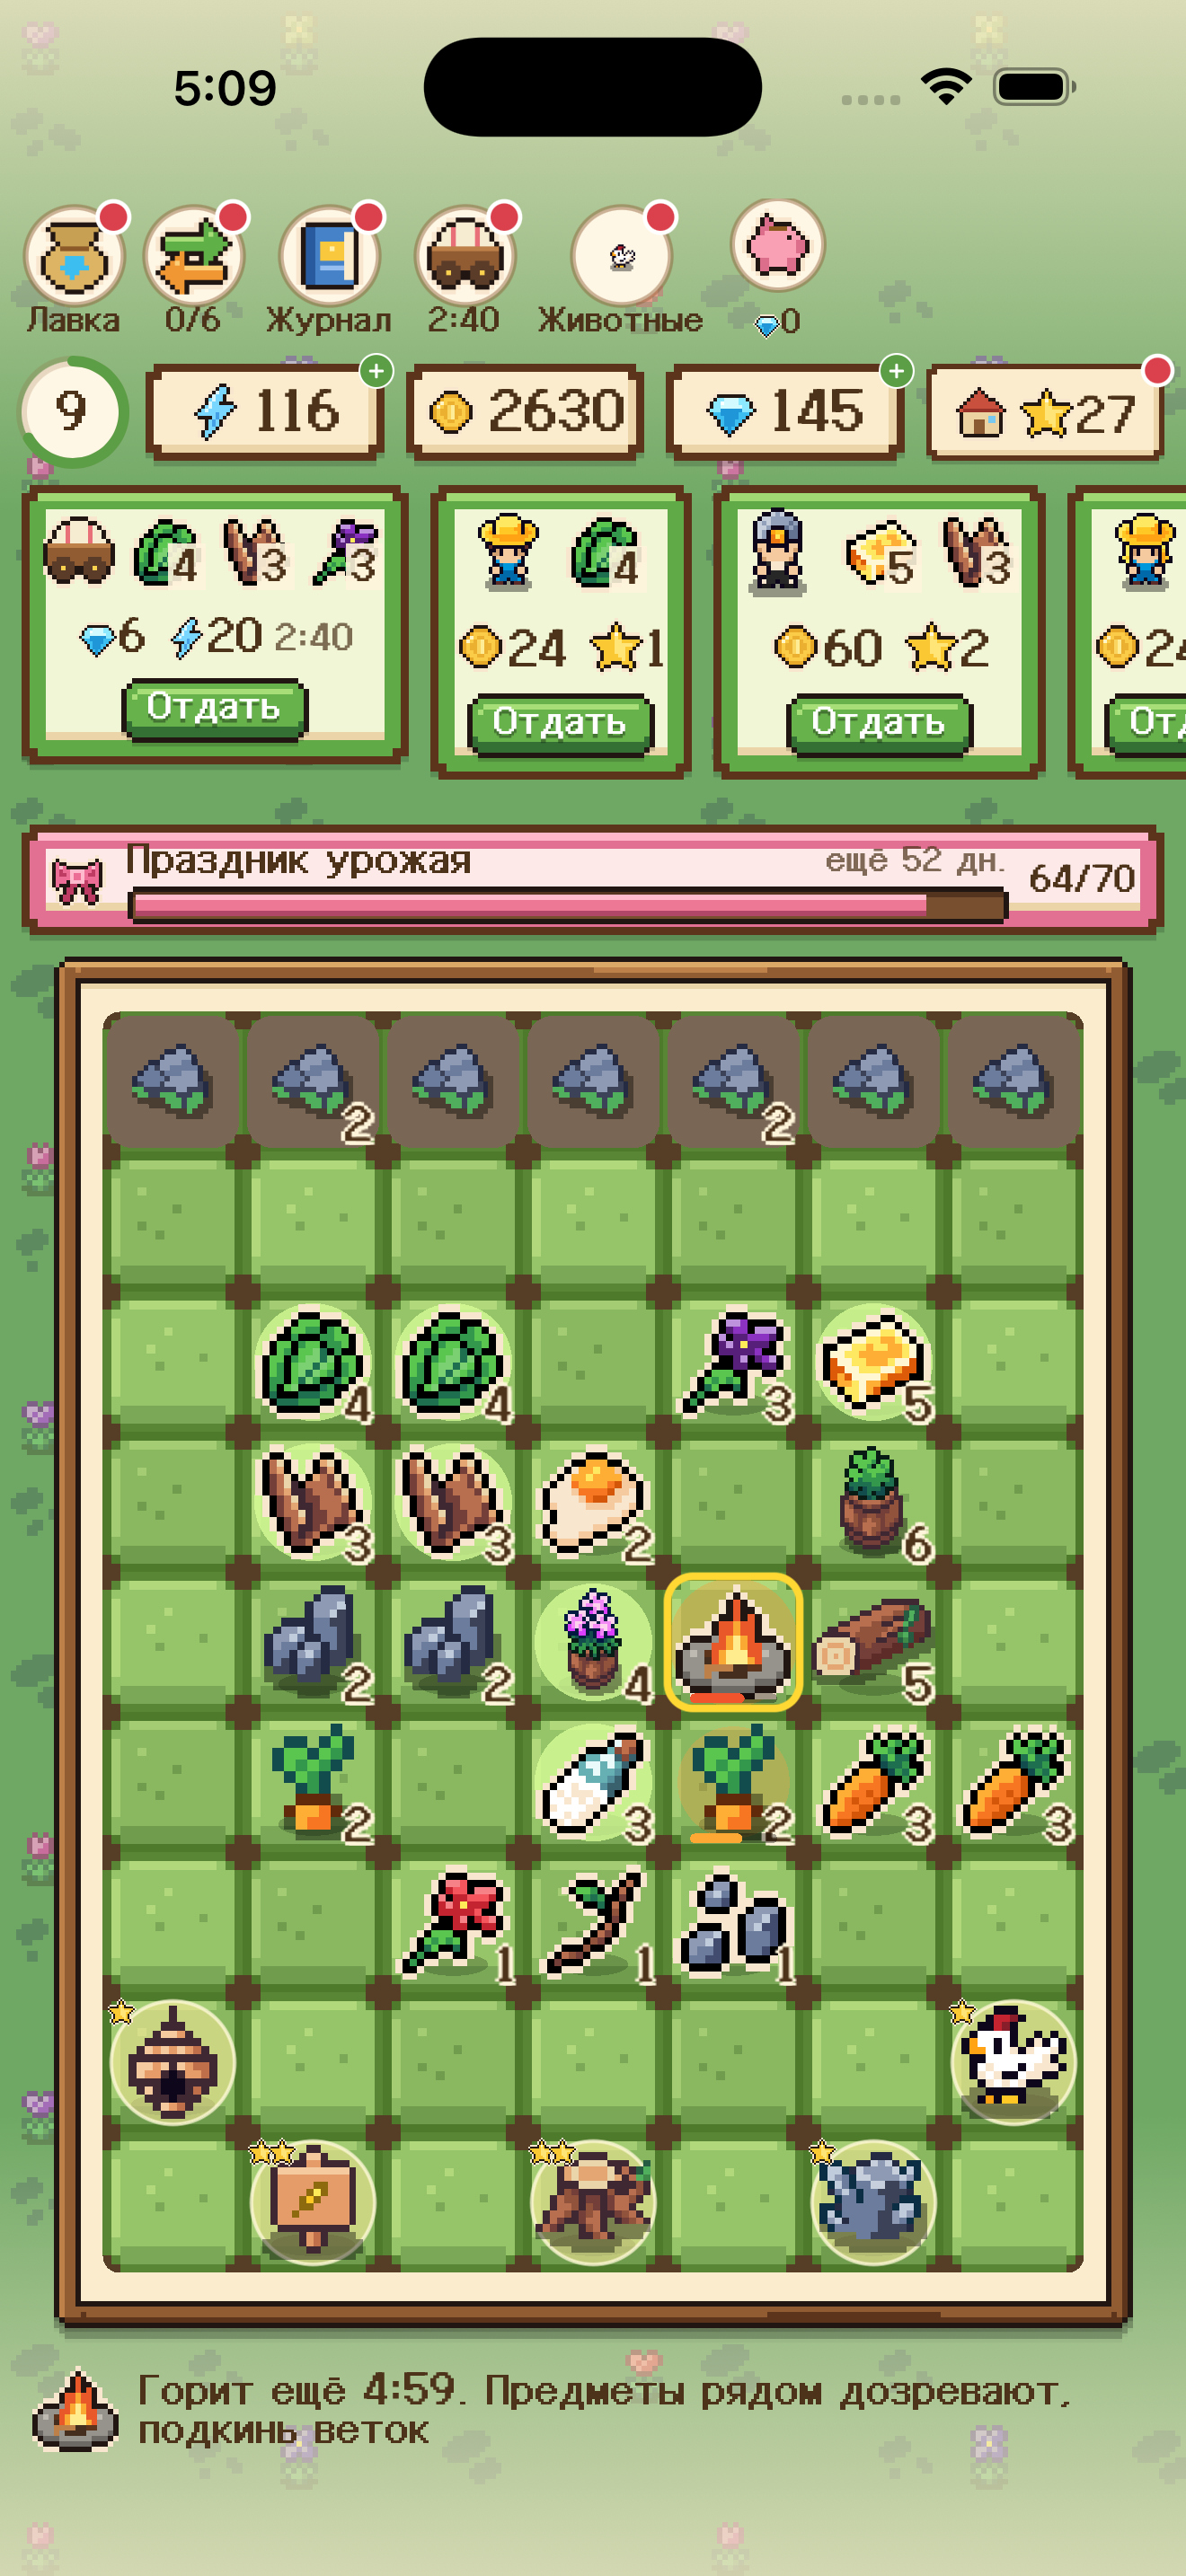 5:09
Лавка 0/6 Журнал 2:40 Животные 0
9 116 2630 145 27
4 3 3 4 5 3
6 20 2:40 24 1 60 2 24
Отдать Отдать Отдать Отд
Праздник урожая ещё 52 дн. 64/70
2 2
4 4 3 5
3 3 2 6
2 2 4 5
2 3 2 3 3
1 1 1
Горит ещё 4:59. Предметы рядом дозревают,
подкинь веток